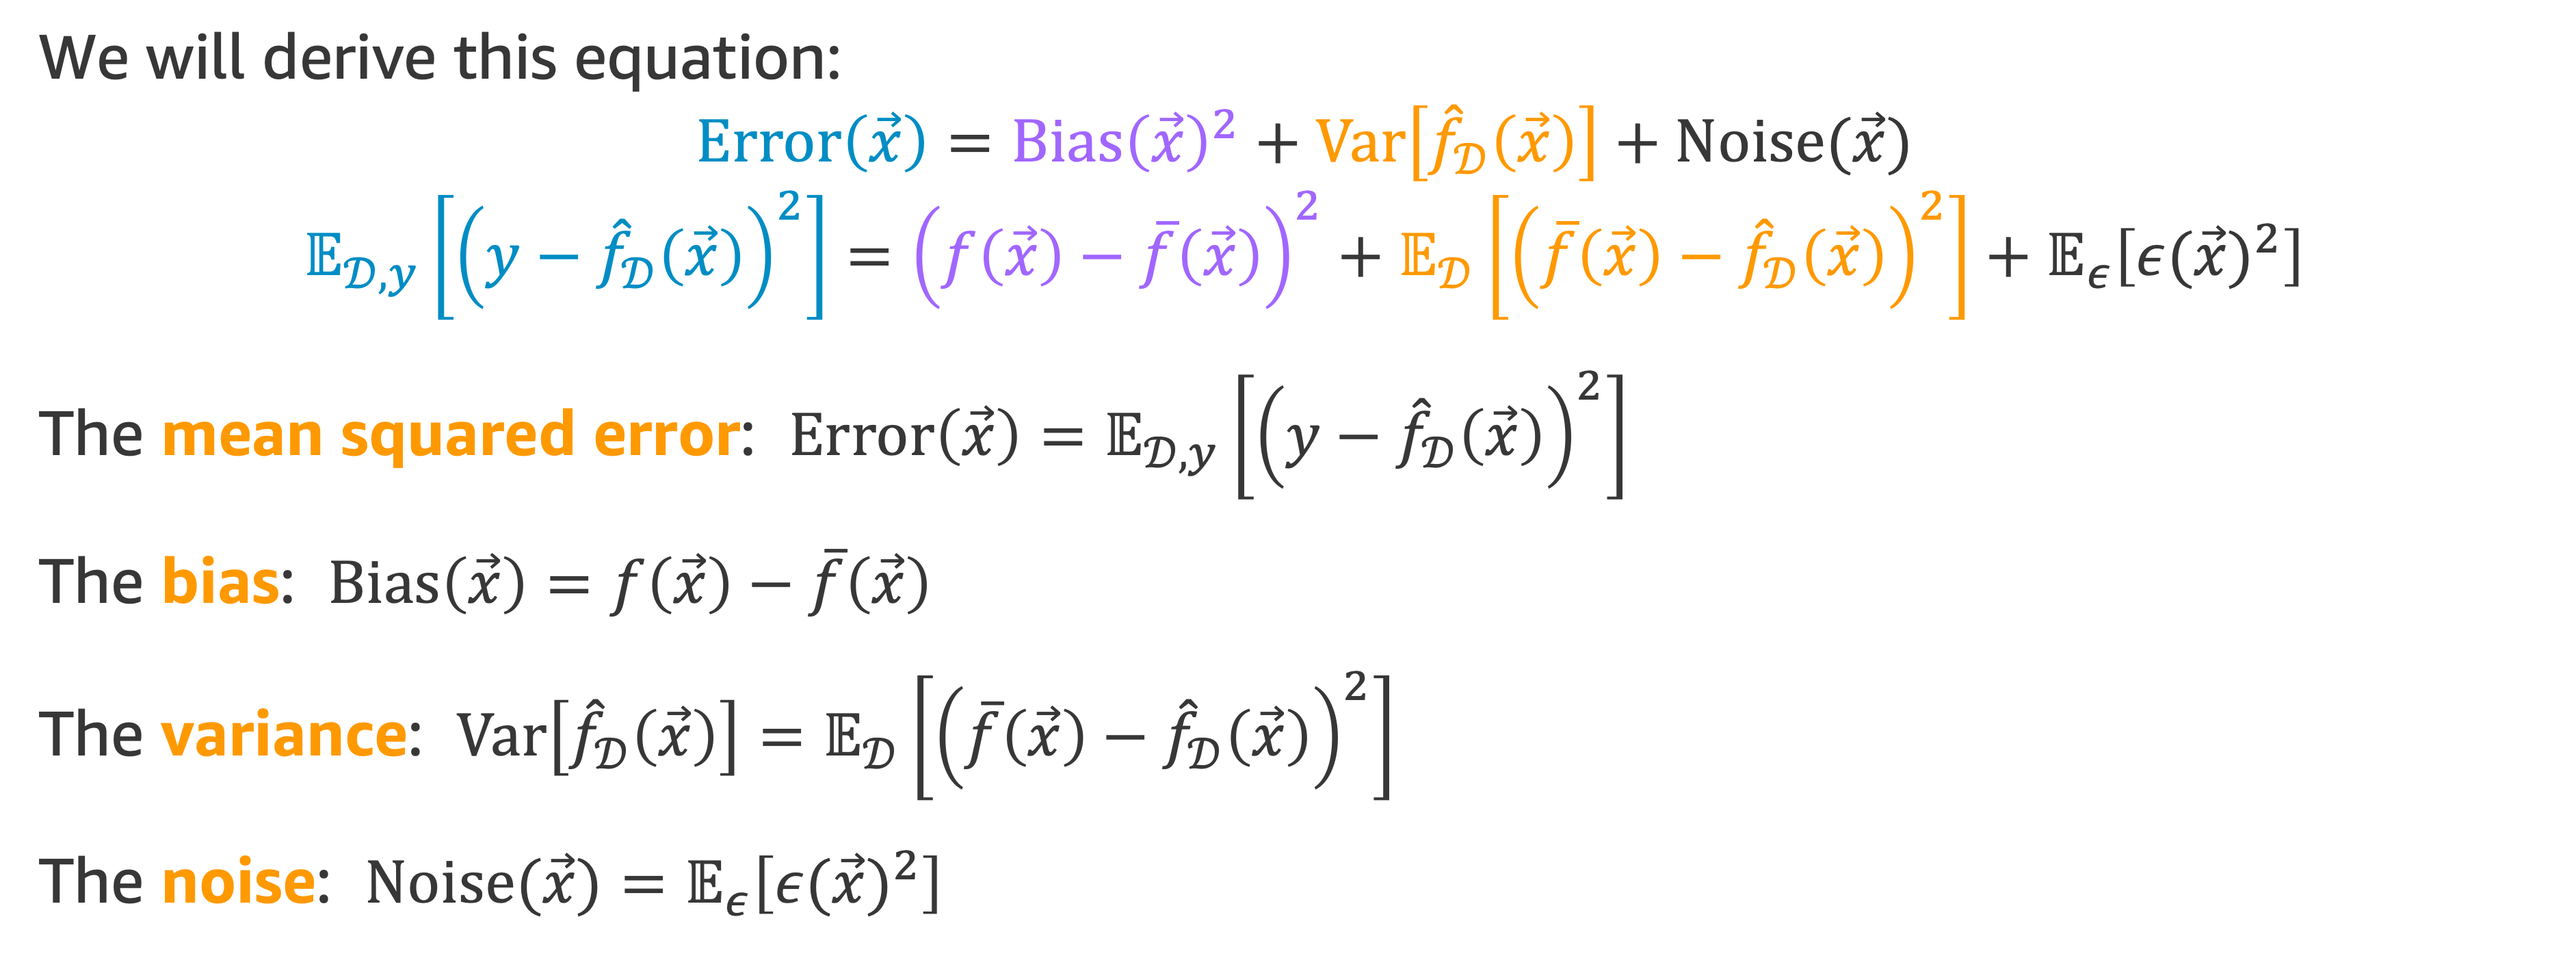 We will derive this equation:
Error(x⃗) = Bias(x⃗)² + Var[f̂_𝒟(x⃗)] + Noise(x⃗)
𝔼_𝒟,y [(y − f̂_𝒟(x⃗))²] = (f(x⃗) − f̄(x⃗))² + 𝔼_𝒟 [(f̄(x⃗) − f̂_𝒟(x⃗))²] + 𝔼_ϵ[ϵ(x⃗)²]
The mean squared error: Error(x⃗) = 𝔼_𝒟,y [(y − f̂_𝒟(x⃗))²]
The bias: Bias(x⃗) = f(x⃗) − f̄(x⃗)
The variance: Var[f̂_𝒟(x⃗)] = 𝔼_𝒟 [(f̄(x⃗) − f̂_𝒟(x⃗))²]
The noise: Noise(x⃗) = 𝔼_ϵ[ϵ(x⃗)²]